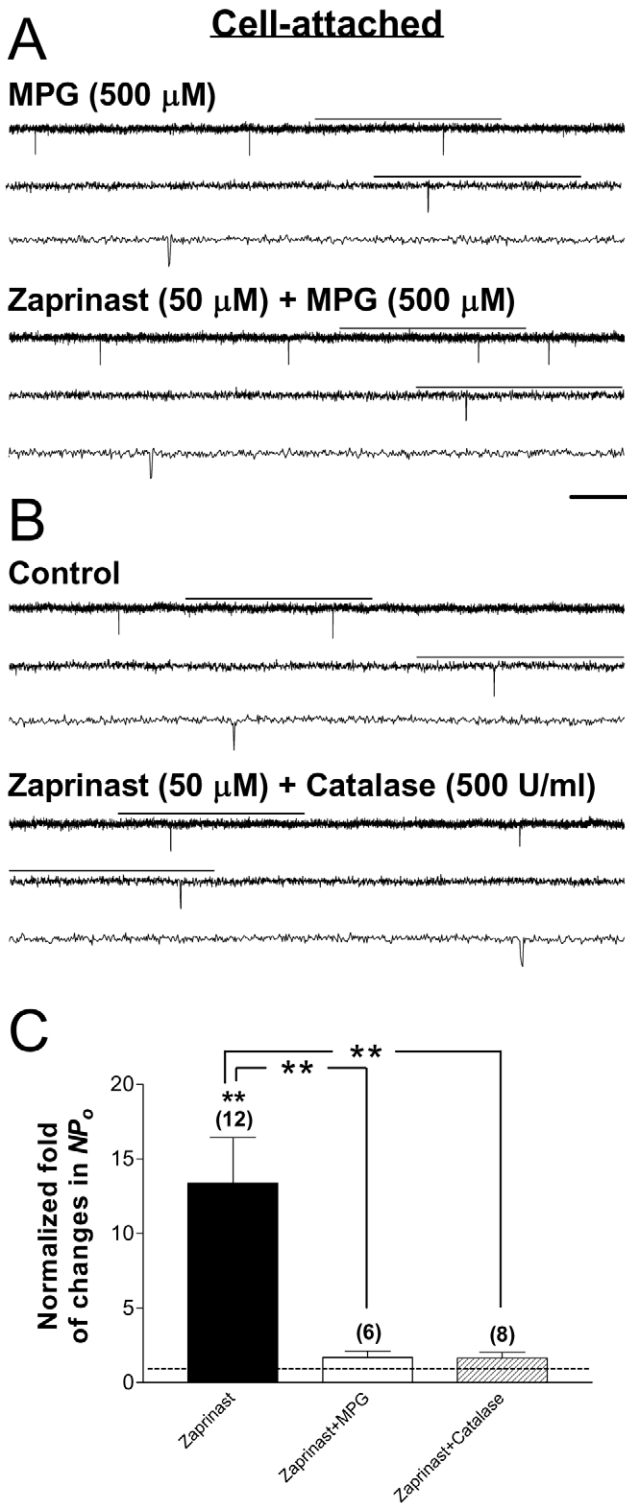 Cell-attached
A
MPG (500 μM)
Zaprinast (50 μM) + MPG (500 μM)
B
Control
Zaprinast (50 μM) + Catalase (500 U/ml)
C
Normalized fold
of changes in NPo
20
15
10
5
0
**
**
**
(12)
(6)
(8)
Zaprinast
Zaprinast+MPG
Zaprinast+Catalase